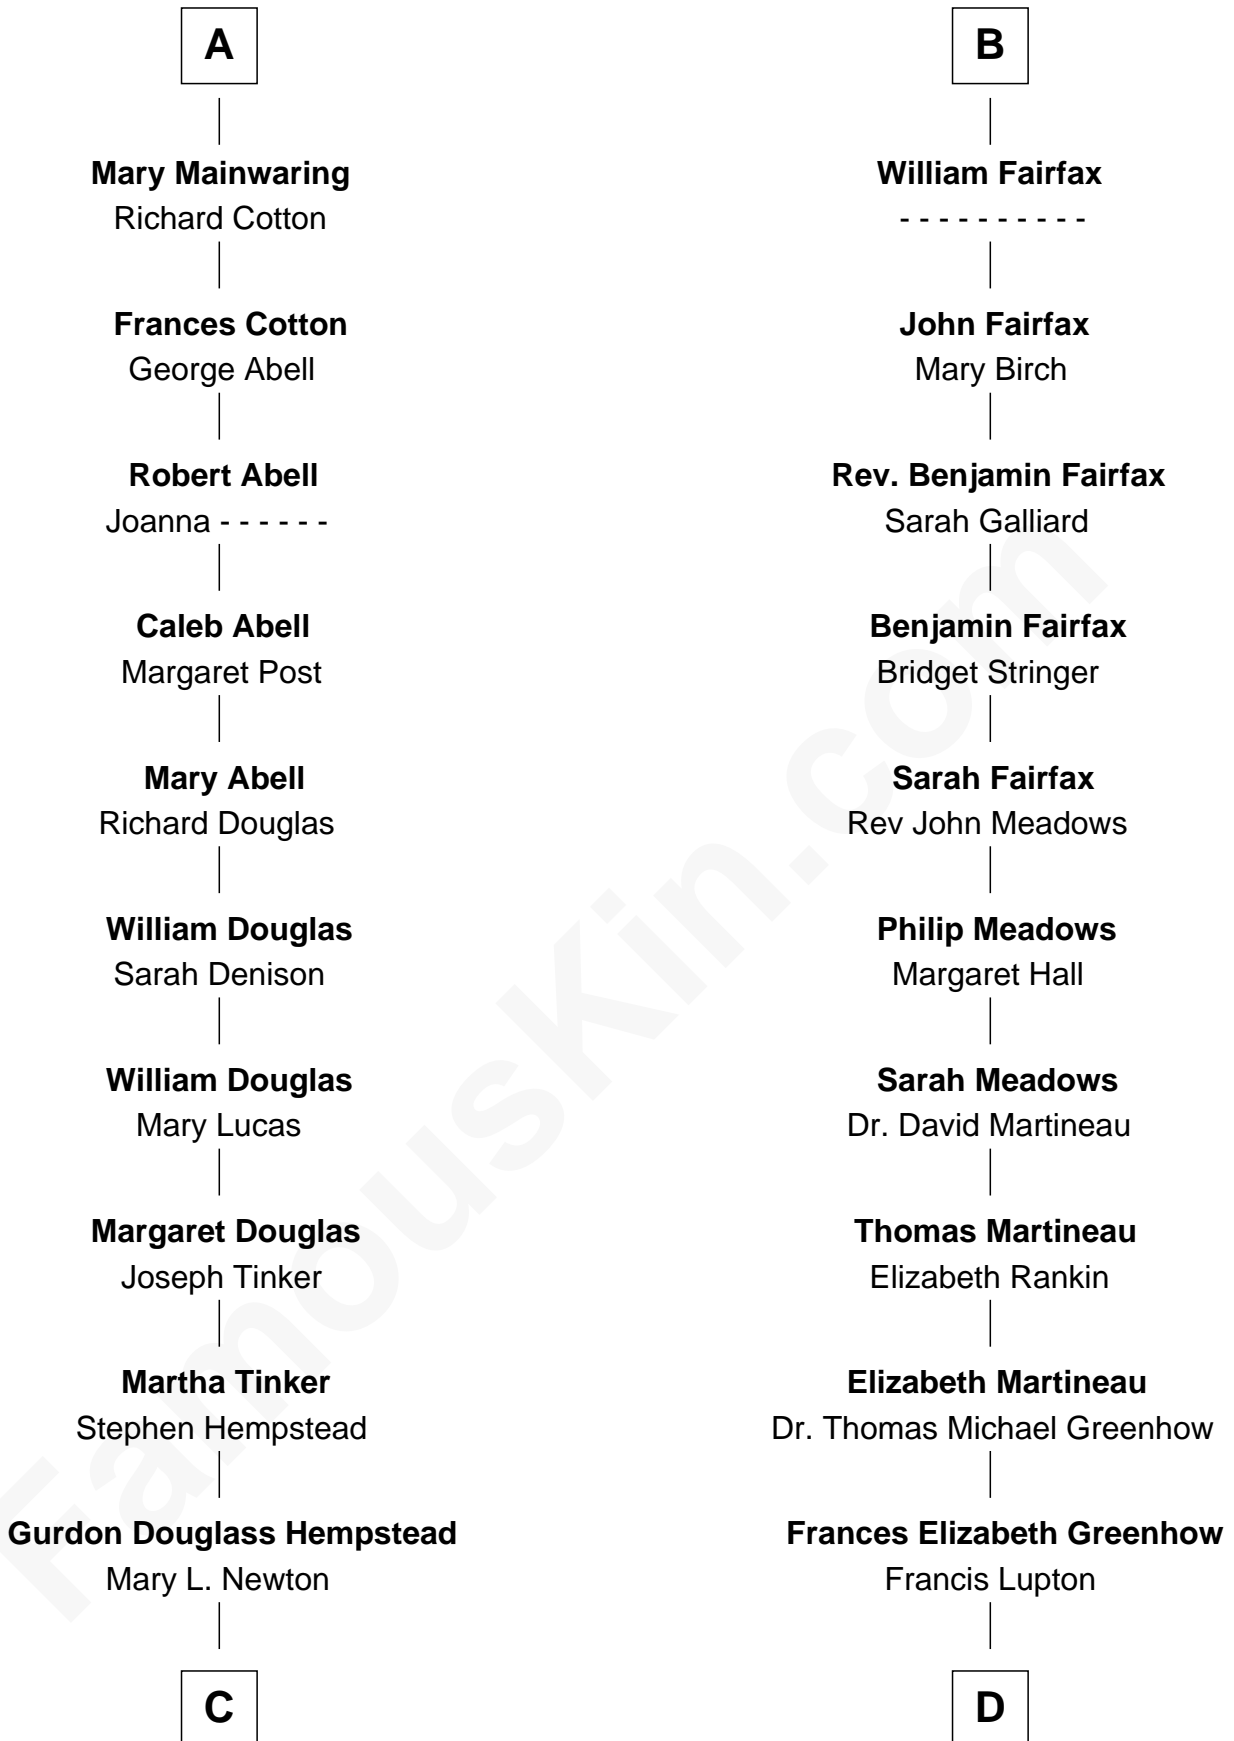 A
Mary Mainwaring
Richard Cotton
Frances Cotton
George Abell
Robert Abell
Joanna - - - - - -
Caleb Abell
Margaret Post
Mary Abell
Richard Douglas
William Douglas
Sarah Denison
William Douglas
Mary Lucas
Margaret Douglas
Joseph Tinker
Martha Tinker
Stephen Hempstead
Gurdon Douglass Hempstead
Mary L. Newton
C
B
William Fairfax
- - - - - - - - - -
John Fairfax
Mary Birch
Rev. Benjamin Fairfax
Sarah Galliard
Benjamin Fairfax
Bridget Stringer
Sarah Fairfax
Rev John Meadows
Philip Meadows
Margaret Hall
Sarah Meadows
Dr. David Martineau
Thomas Martineau
Elizabeth Rankin
Elizabeth Martineau
Dr. Thomas Michael Greenhow
Frances Elizabeth Greenhow
Francis Lupton
D
FamousKin.com